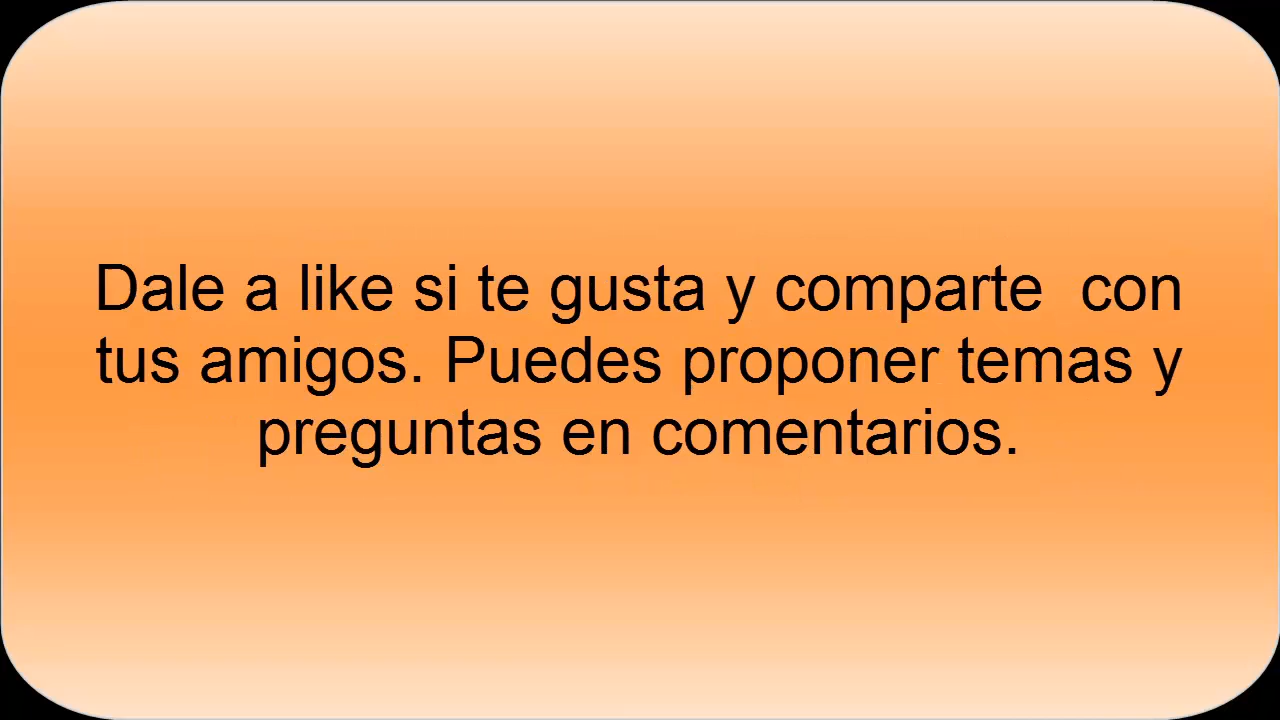 Dale a like si te gusta y comparte  con
tus amigos. Puedes proponer temas y
preguntas en comentarios.